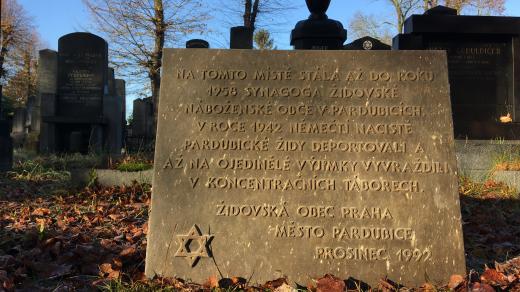 NA TOMTO MÍSTĚ STÁLA AŽ DO ROKU
1958 SYNAGOGA ŽIDOVSKÉ
NÁBOŽENSKÉ OBCE V PARDUBICÍCH.
V ROCE 1942 NĚMEČTÍ NACISTÉ
PARDUBICKÉ ŽIDY DEPORTOVALI A
AŽ NA OJEDINĚLÉ VÝJIMKY VYVRAŽDILI
V KONCENTRAČNÍCH TÁBORECH.
ŽIDOVSKÁ OBEC PRAHA
MĚSTO PARDUBICE
PROSINEC 1992